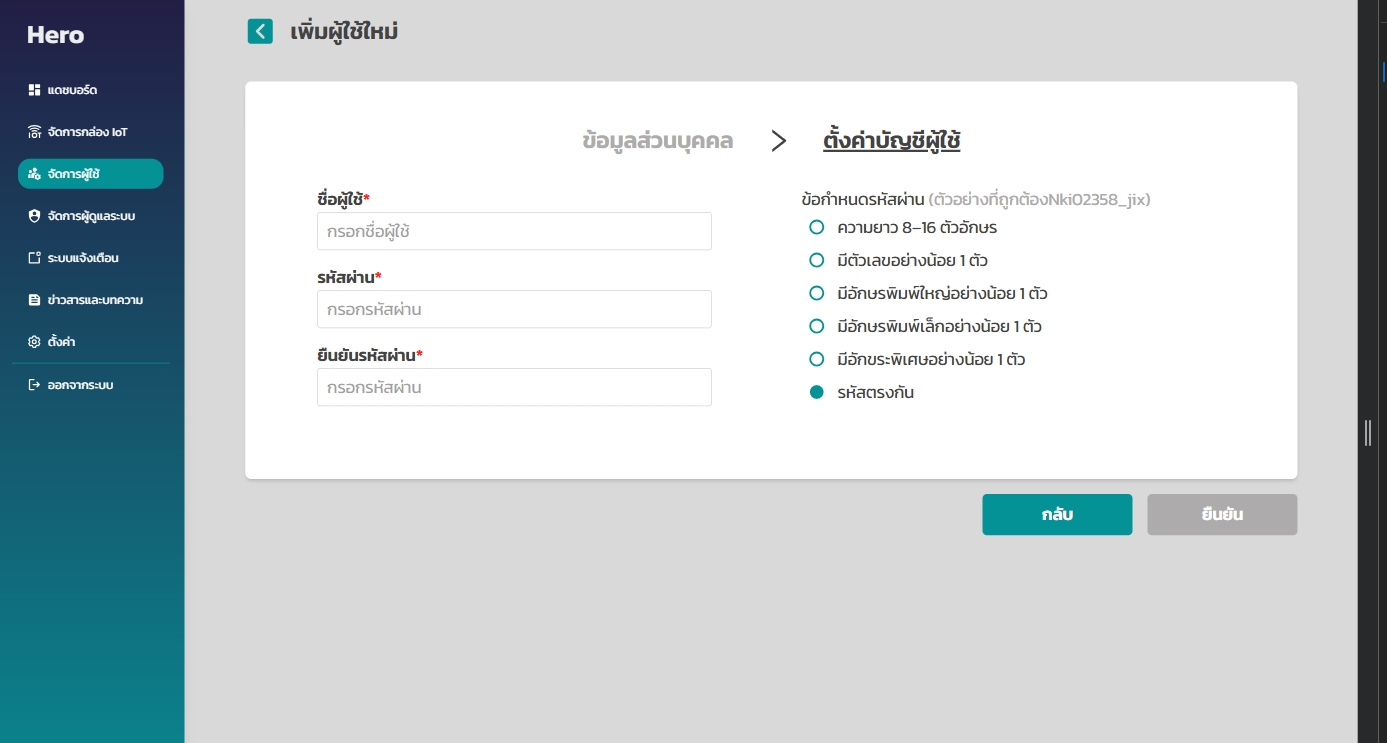 Hero
แดชบอร์ด
จัดการกล่อง IoT
จัดการผู้ใช้
จัดการผู้ดูแลระบบ
ระบบแจ้งเตือน
ข่าวสารและบทความ
ตั้งค่า
ออกจากระบบ
เพิ่มผู้ใช้ใหม่
ข้อมูลส่วนบุคคล > ตั้งค่าบัญชีผู้ใช้
ชื่อผู้ใช้*
กรอกชื่อผู้ใช้
รหัสผ่าน*
กรอกรหัสผ่าน
ยืนยันรหัสผ่าน*
กรอกรหัสผ่าน
ข้อกำหนดรหัสผ่าน (ตัวอย่างที่ถูกต้องNki02358_jix)
ความยาว 8–16 ตัวอักษร
มีตัวเลขอย่างน้อย 1 ตัว
มีอักษรพิมพ์ใหญ่อย่างน้อย 1 ตัว
มีอักษรพิมพ์เล็กอย่างน้อย 1 ตัว
มีอักขระพิเศษอย่างน้อย 1 ตัว
รหัสตรงกัน
กลับ
ยืนยัน